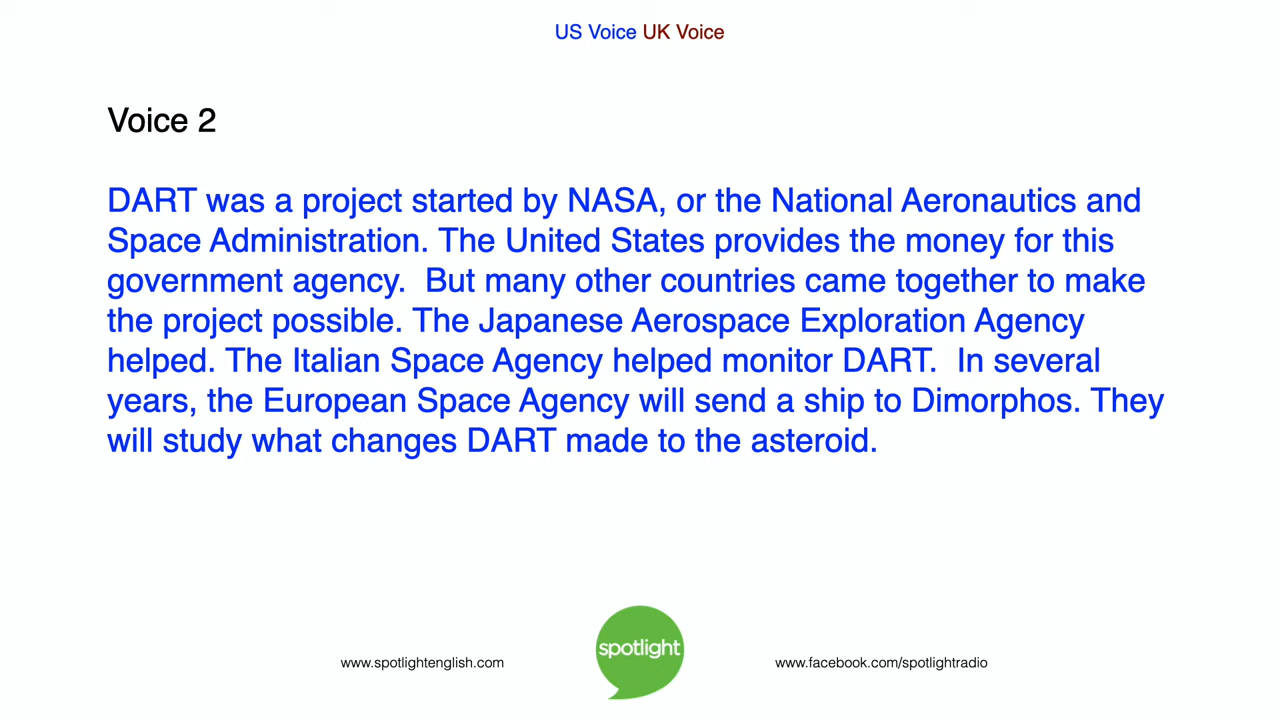 US Voice UK Voice
Voice 2
DART was a project started by NASA, or the National Aeronautics and
Space Administration. The United States provides the money for this
government agency.  But many other countries came together to make
the project possible. The Japanese Aerospace Exploration Agency
helped. The Italian Space Agency helped monitor DART.  In several
years, the European Space Agency will send a ship to Dimorphos. They
will study what changes DART made to the asteroid.
spotlight
www.spotlightenglish.com
www.facebook.com/spotlightradio